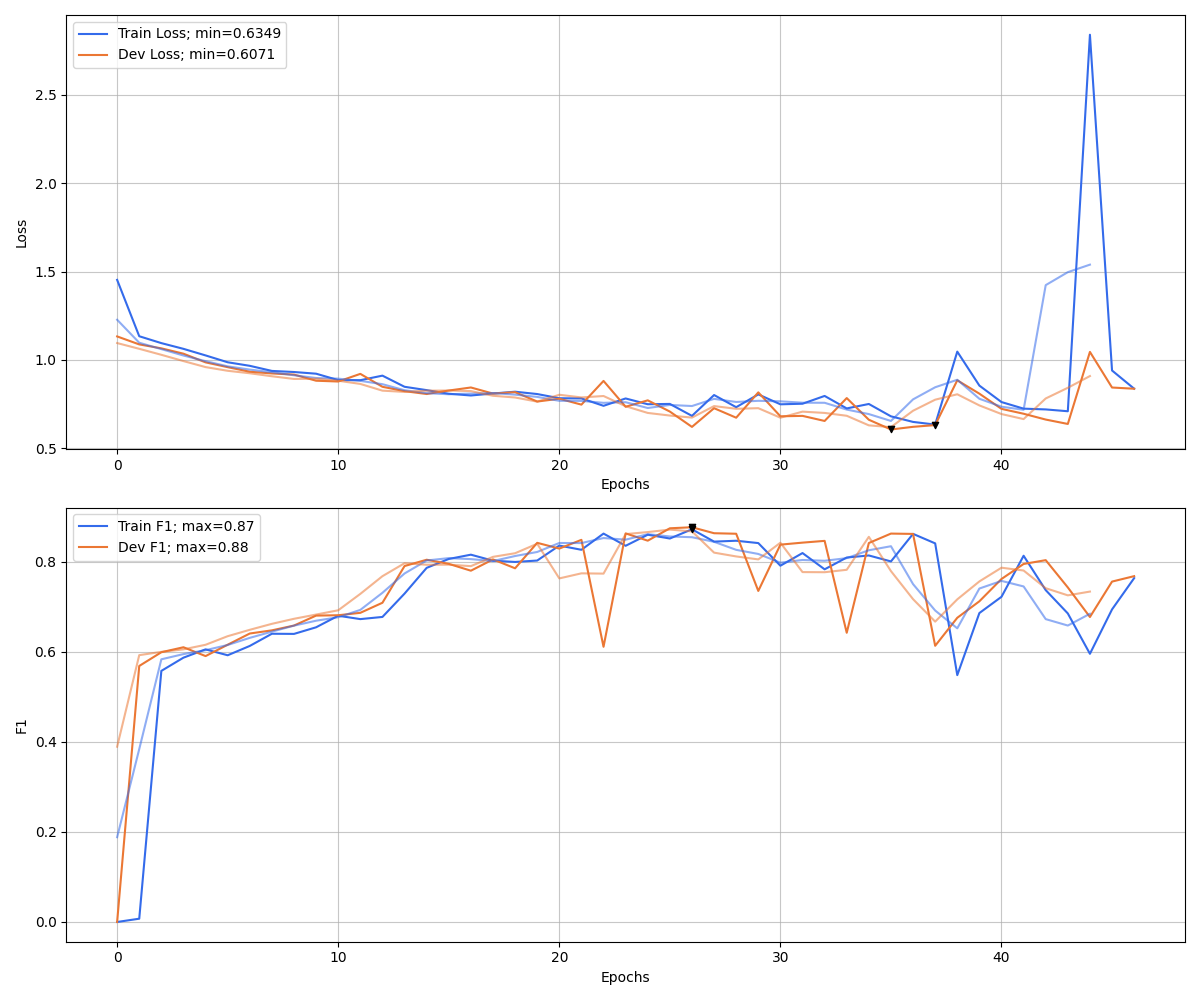 Train Loss; min=0.6349
Dev Loss; min=0.6071
2.5
2.0
1.5
1.0
0.5
Loss
0 10 20 30 40
Epochs
Train F1; max=0.87
Dev F1; max=0.88
0.8
0.6
0.4
0.2
0.0
F1
0 10 20 30 40
Epochs